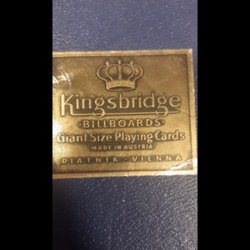 Kingsbridge
·BILLBOARDS·
Giant Size Playing Cards
MADE IN AUSTRIA
PIATNIK · VIENNA